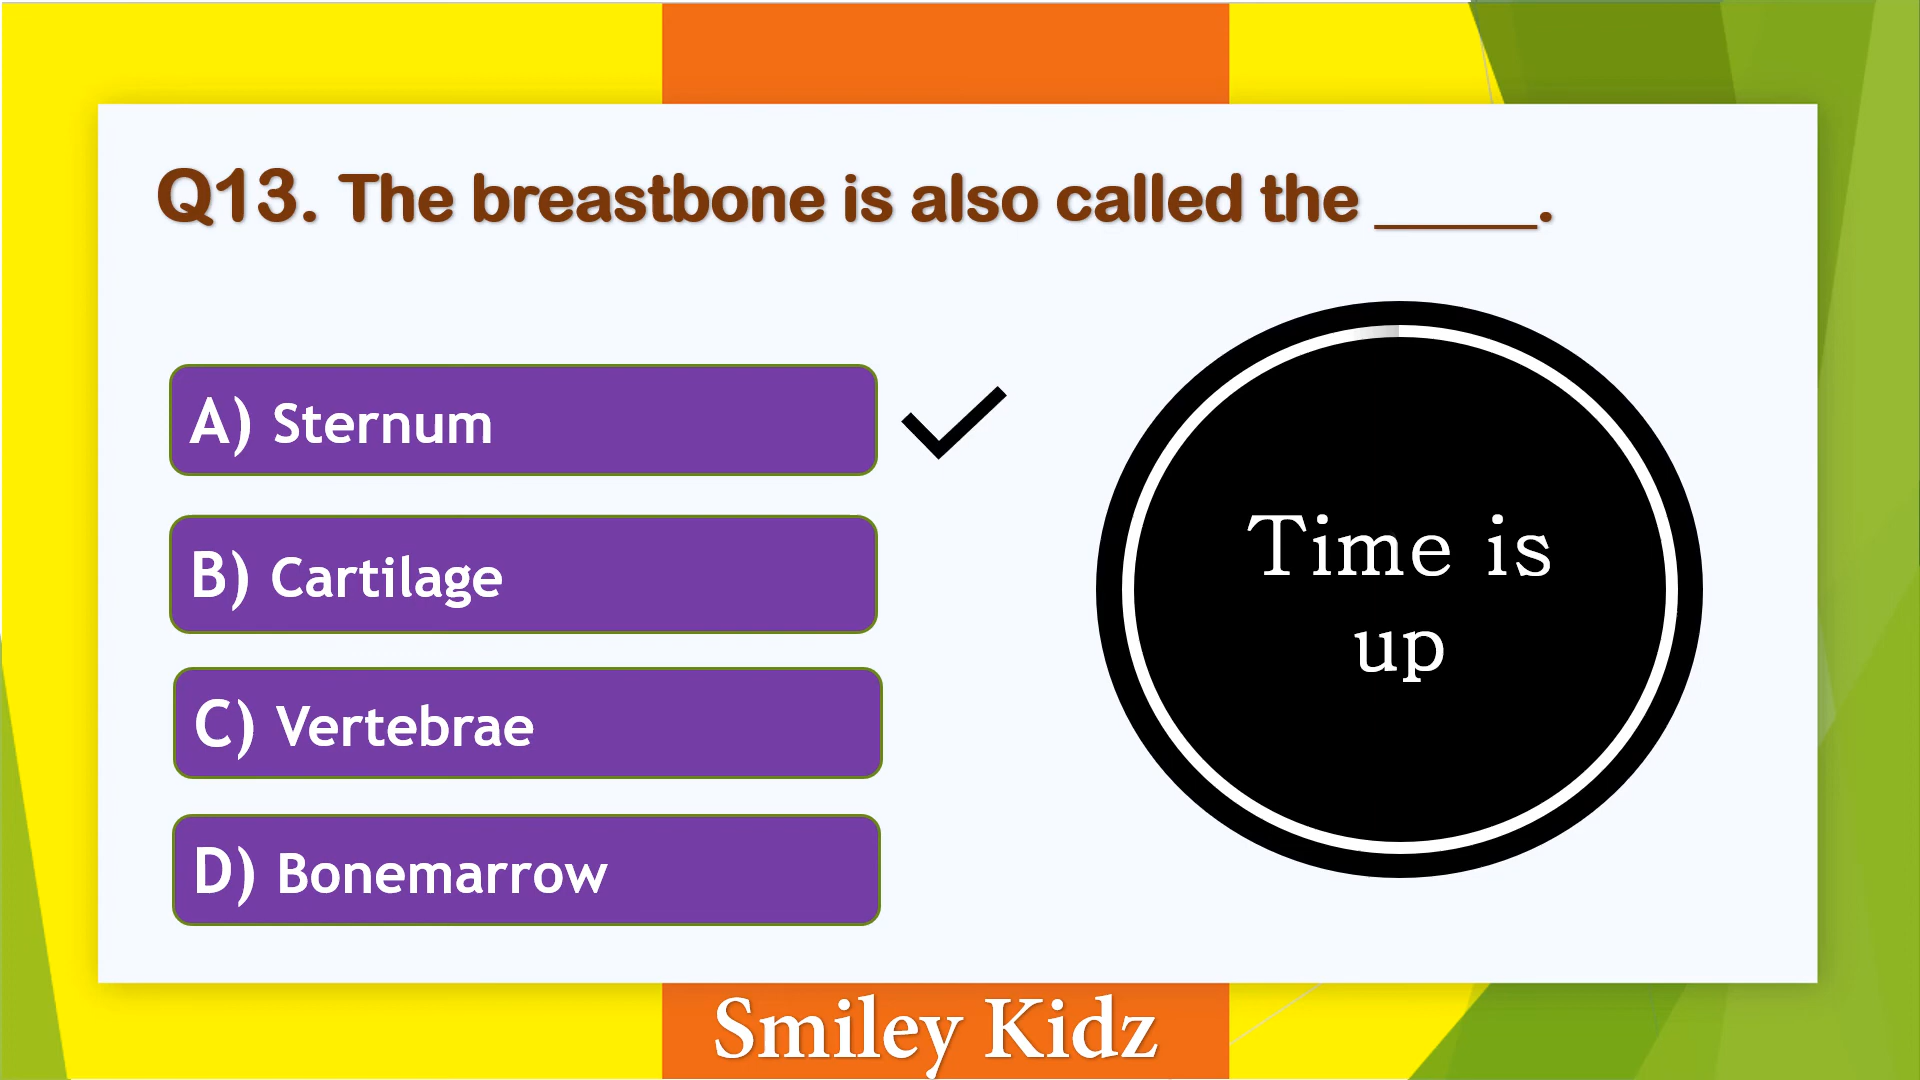 Q13. The breastbone is also called the _____.
A) Sternum
B) Cartilage
C) Vertebrae
D) Bonemarrow
Time is
up
Smiley Kidz